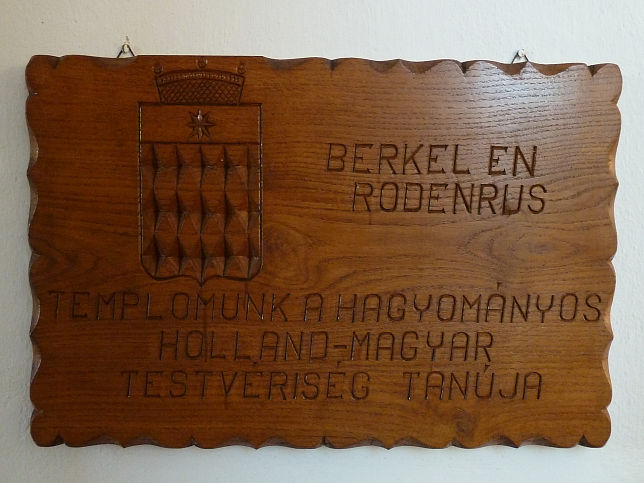 BERKEL EN
RODENRIJS
TEMPLOMUNK A HAGYOMÁNYOS
HOLLAND-MAGYAR
TESTVÉRISÉG TANÚJA